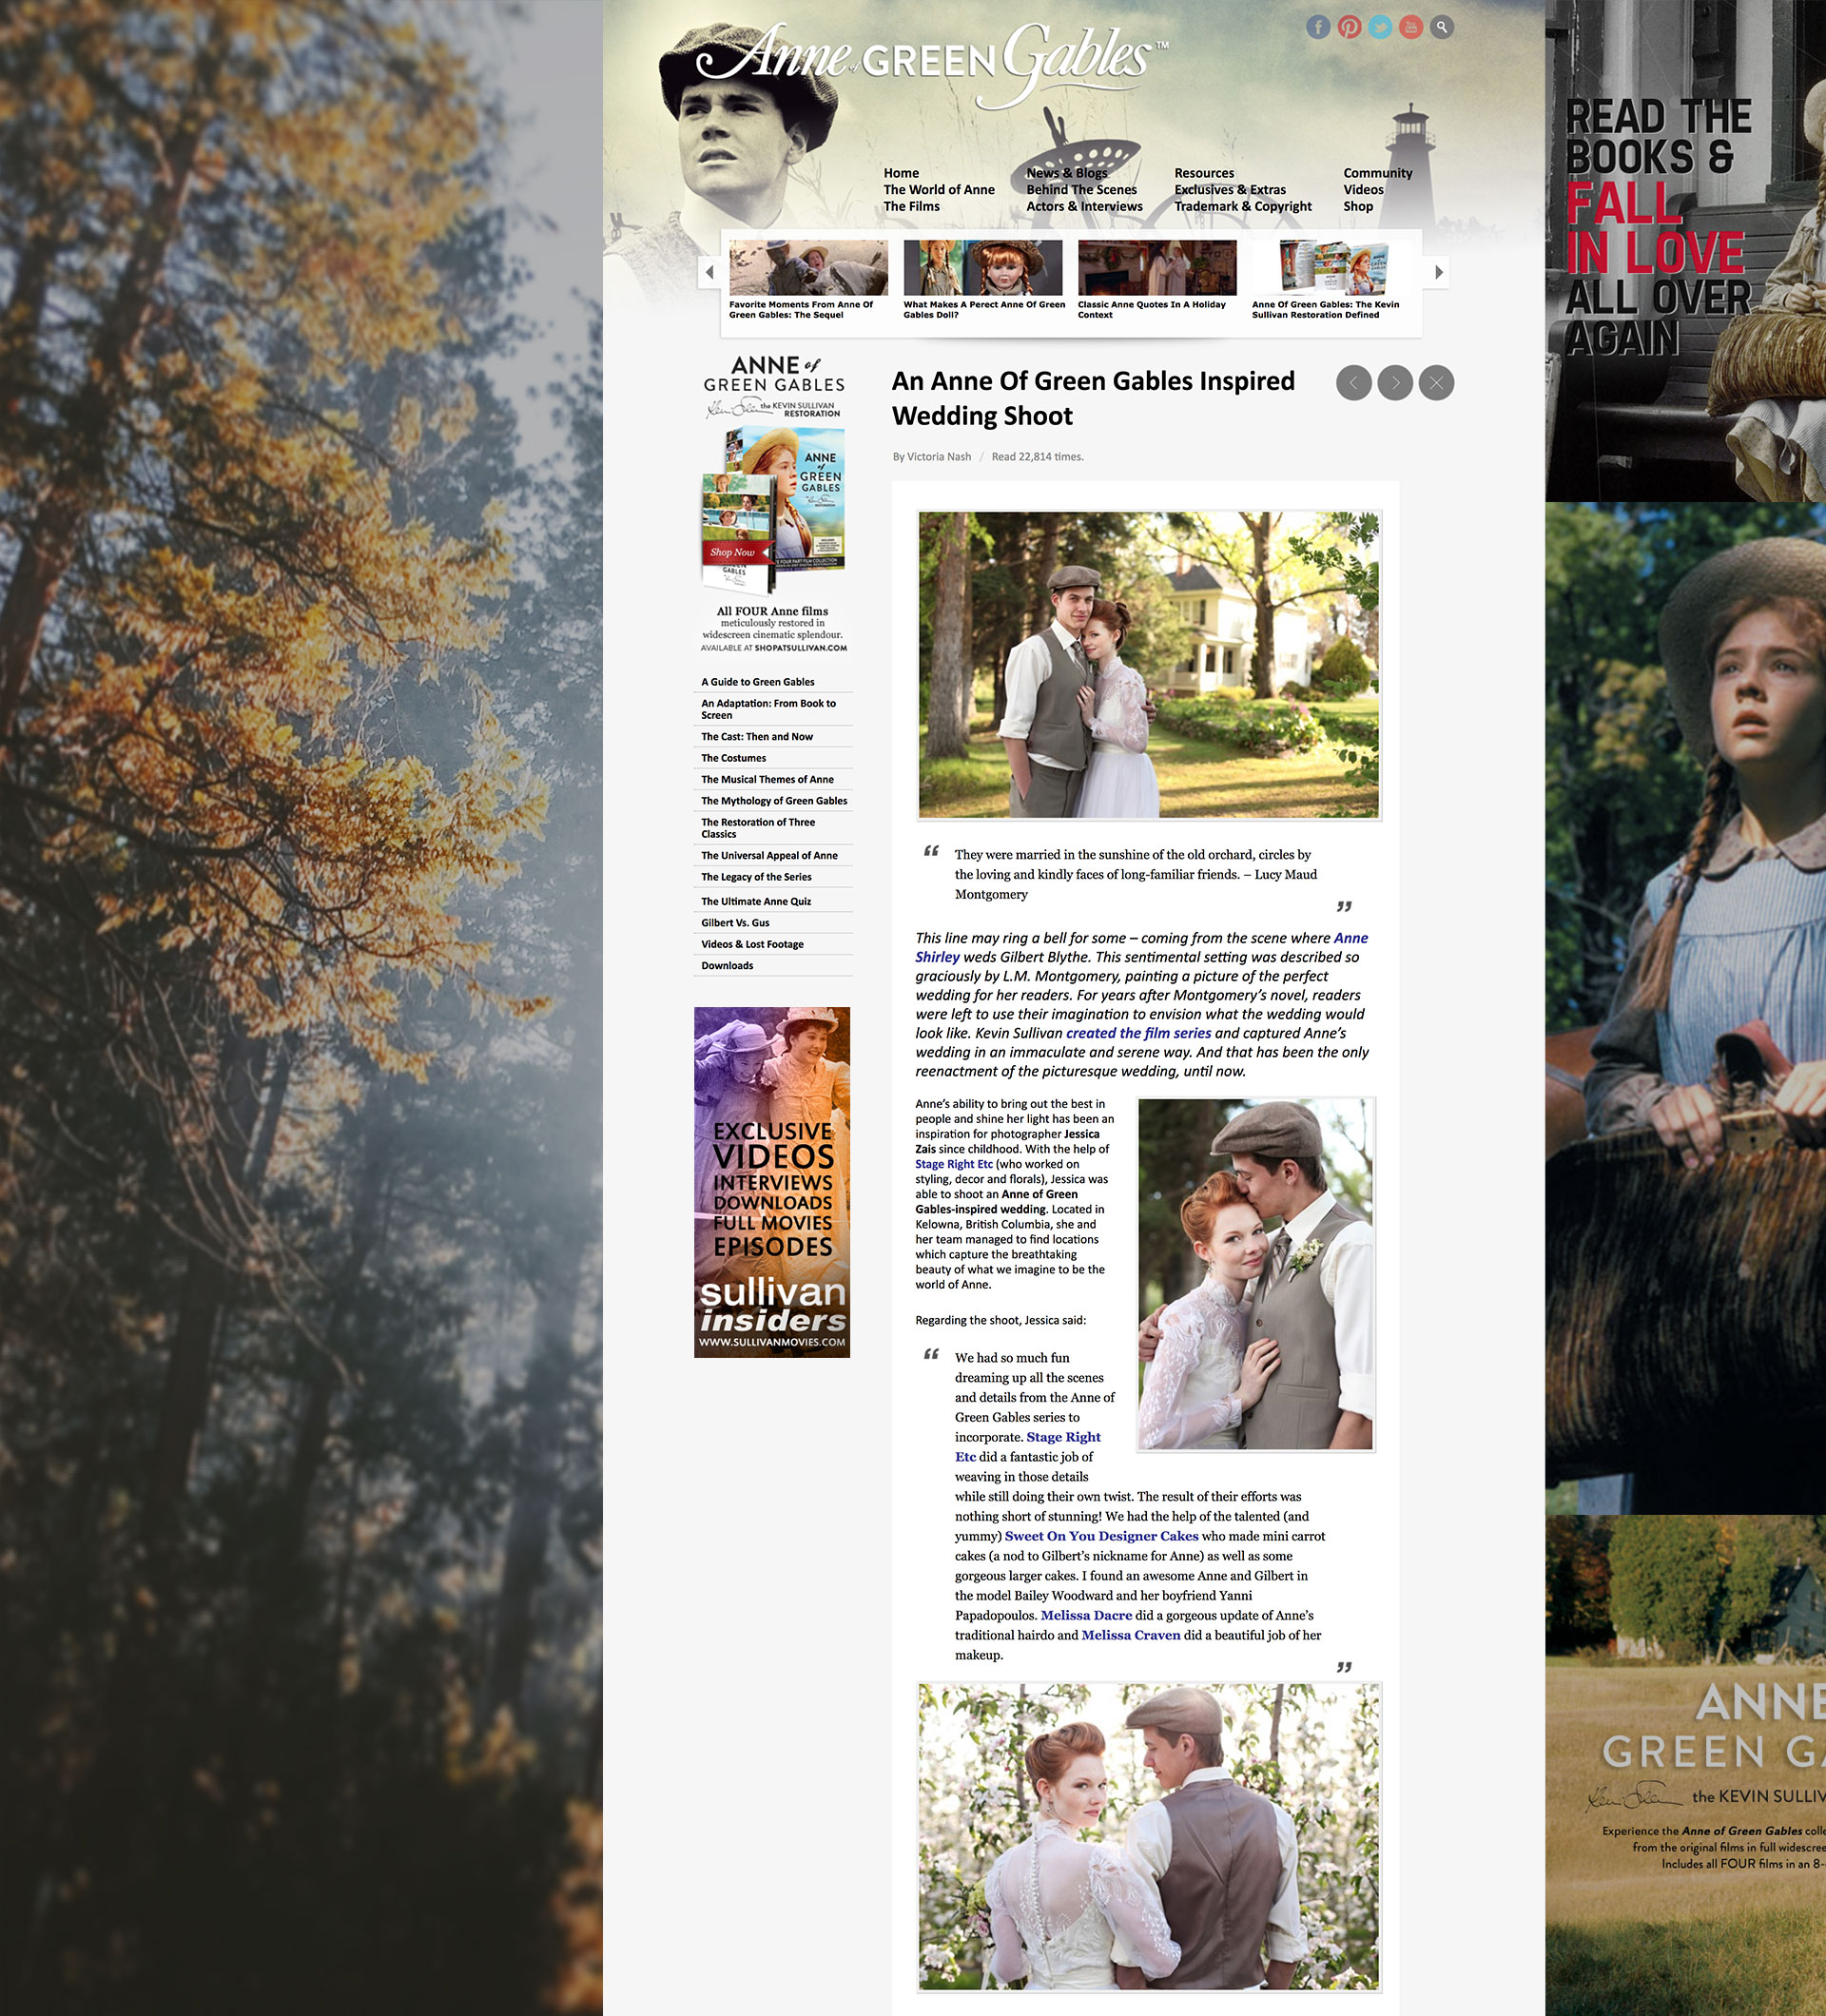 Anne of GREEN Gables™
Home
The World of Anne
The Films
News & Blogs
Behind The Scenes
Actors & Interviews
Resources
Exclusives & Extras
Trademark & Copyright
Community
Videos
Shop
Favorite Moments From Anne Of
Green Gables: The Sequel
What Makes A Perect Anne Of Green
Gables Doll?
Classic Anne Quotes In A Holiday
Context
Anne Of Green Gables: The Kevin
Sullivan Restoration Defined
ANNE of
GREEN GABLES
the KEVIN SULLIVAN
RESTORATION
ANNE
of
GREEN
GABLES
Shop Now
All FOUR Anne films
meticulously restored in
widescreen cinematic splendour.
AVAILABLE AT SHOPATSULLIVAN.COM
A Guide to Green Gables
An Adaptation: From Book to
Screen
The Cast: Then and Now
The Costumes
The Musical Themes of Anne
The Mythology of Green Gables
The Restoration of Three
Classics
The Universal Appeal of Anne
The Legacy of the Series
The Ultimate Anne Quiz
Gilbert Vs. Gus
Videos & Lost Footage
Downloads
EXCLUSIVE
VIDEOS
INTERVIEWS
DOWNLOADS
FULL MOVIES
EPISODES
sullivan
insiders
WWW.SULLIVANMOVIES.COM
An Anne Of Green Gables Inspired
Wedding Shoot
By Victoria Nash / Read 22,814 times.
“ They were married in the sunshine of the old orchard, circles by
the loving and kindly faces of long-familiar friends. – Lucy Maud
Montgomery ”
This line may ring a bell for some – coming from the scene where Anne
Shirley weds Gilbert Blythe. This sentimental setting was described so
graciously by L.M. Montgomery, painting a picture of the perfect
wedding for her readers. For years after Montgomery’s novel, readers
were left to use their imagination to envision what the wedding would
look like. Kevin Sullivan created the film series and captured Anne’s
wedding in an immaculate and serene way. And that has been the only
reenactment of the picturesque wedding, until now.
Anne’s ability to bring out the best in
people and shine her light has been an
inspiration for photographer Jessica
Zais since childhood. With the help of
Stage Right Etc (who worked on
styling, decor and florals), Jessica was
able to shoot an Anne of Green
Gables-inspired wedding. Located in
Kelowna, British Columbia, she and
her team managed to find locations
which capture the breathtaking
beauty of what we imagine to be the
world of Anne.
Regarding the shoot, Jessica said:
“ We had so much fun
dreaming up all the scenes
and details from the Anne of
Green Gables series to
incorporate. Stage Right
Etc did a fantastic job of
weaving in those details
while still doing their own twist. The result of their efforts was
nothing short of stunning! We had the help of the talented (and
yummy) Sweet On You Designer Cakes who made mini carrot
cakes (a nod to Gilbert’s nickname for Anne) as well as some
gorgeous larger cakes. I found an awesome Anne and Gilbert in
the model Bailey Woodward and her boyfriend Yanni
Papadopoulos. Melissa Dacre did a gorgeous update of Anne’s
traditional hairdo and Melissa Craven did a beautiful job of her
makeup. ”
READ THE
BOOKS &
FALL
IN LOVE
ALL OVER
AGAIN
ANNE
GREEN GA
the KEVIN SULLIV
Experience the Anne of Green Gables colle
from the original films in full widescree
Includes all FOUR films in an 8-